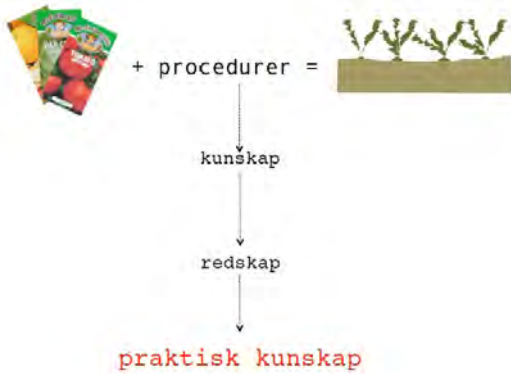 + procedurer =
kunskap
redskap
praktisk kunskap